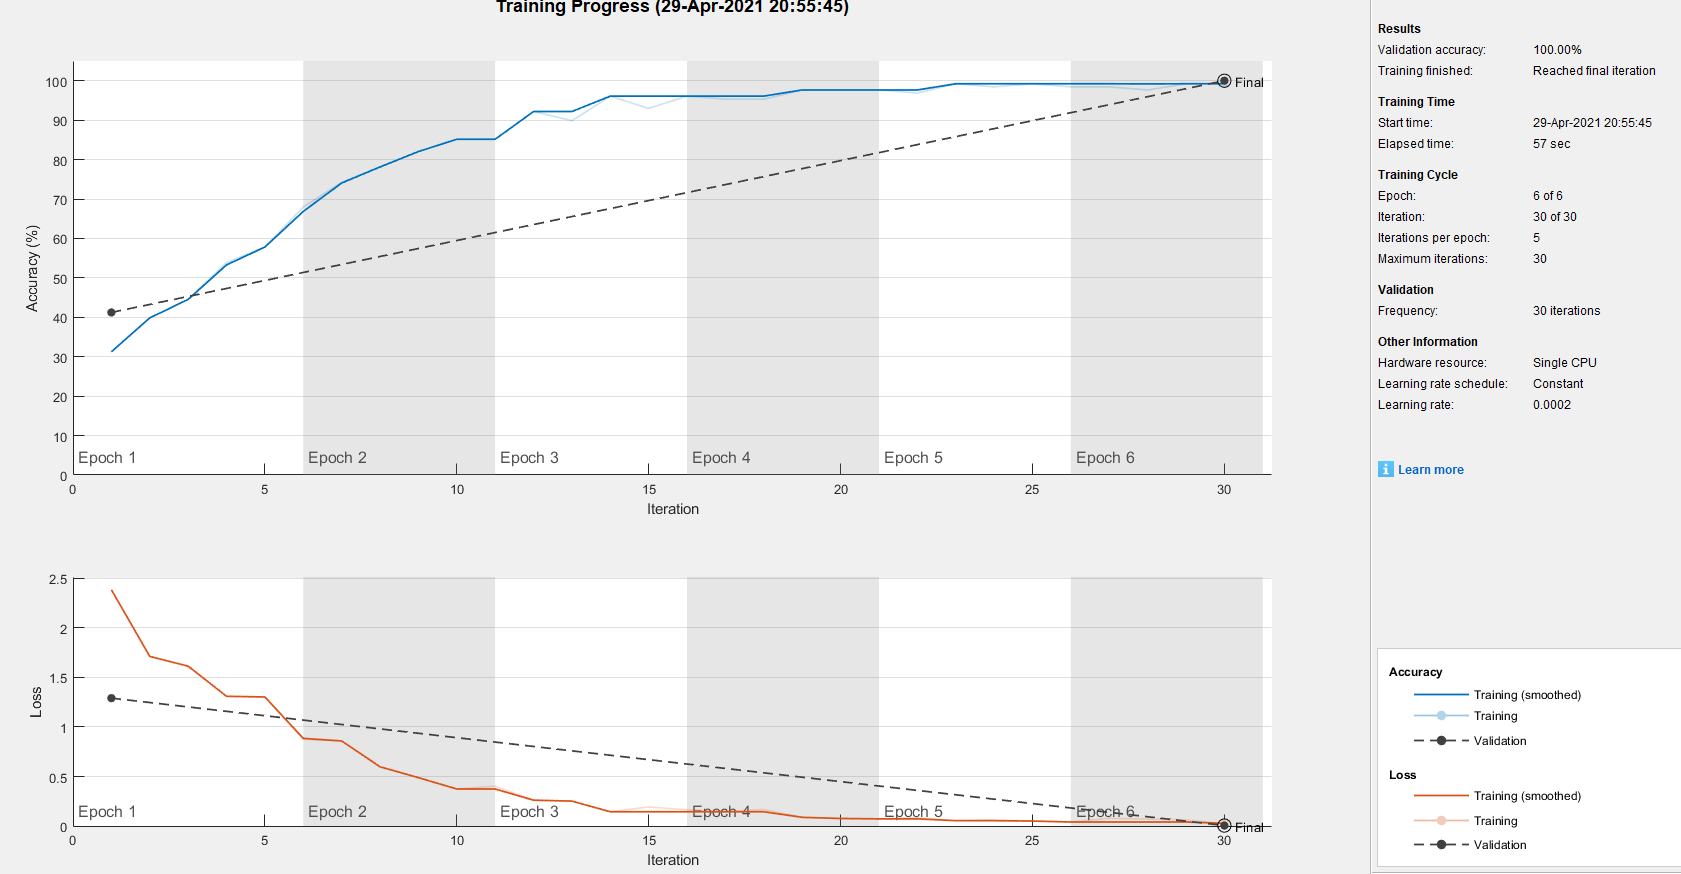 Training Progress (29-Apr-2021 20:55:45)
Accuracy (%)
100
90
80
70
60
50
40
30
20
10
0
Final
Epoch 1 Epoch 2 Epoch 3 Epoch 4 Epoch 5 Epoch 6
0 5 10 15 20 25 30
Iteration
Loss
2.5
2
1.5
1
0.5
0
Epoch 1 Epoch 2 Epoch 3 Epoch 4 Epoch 5 Epoch 6
Final
0 5 10 15 20 25 30
Iteration
Results
Validation accuracy: 100.00%
Training finished: Reached final iteration
Training Time
Start time: 29-Apr-2021 20:55:45
Elapsed time: 57 sec
Training Cycle
Epoch: 6 of 6
Iteration: 30 of 30
Iterations per epoch: 5
Maximum iterations: 30
Validation
Frequency: 30 iterations
Other Information
Hardware resource: Single CPU
Learning rate schedule: Constant
Learning rate: 0.0002
i Learn more
Accuracy
Training (smoothed)
Training
Validation
Loss
Training (smoothed)
Training
Validation